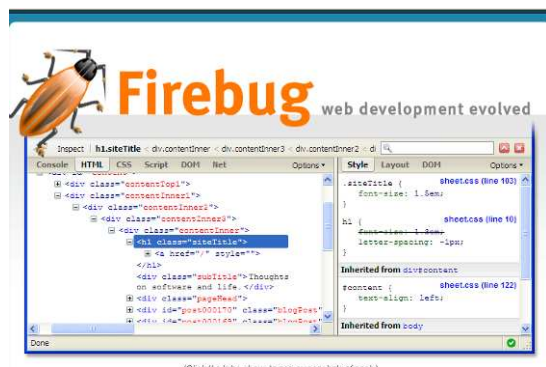 Firebug web development evolved
Inspect h1.siteTitle < div.contentInner < div.contentInner3 < div.contentInner2 < di
Console HTML CSS Script DOM Net Options
<div class="contentTop1">
<div class="contentInner1">
<div class="contentInner2">
<div class="contentInner3">
<div class="contentInner">
<h1 class="siteTitle">
<a href="/" style="">
</h1>
<div class="subTitle">Thoughts
on software and life.</div>
<div class="pageHead">
<div id="post000170" class="blogPost"
<div id="post000169" class="blogPost"
Style Layout DOM Options
.siteTitle { sheet.css (line 103)
font-size: 1.5em;
}
h1 { sheet.css (line 10)
letter-spacing: -1px;
}
Inherited from div#content
#content { sheet.css (line 122)
text-align: left;
}
Inherited from body
Done